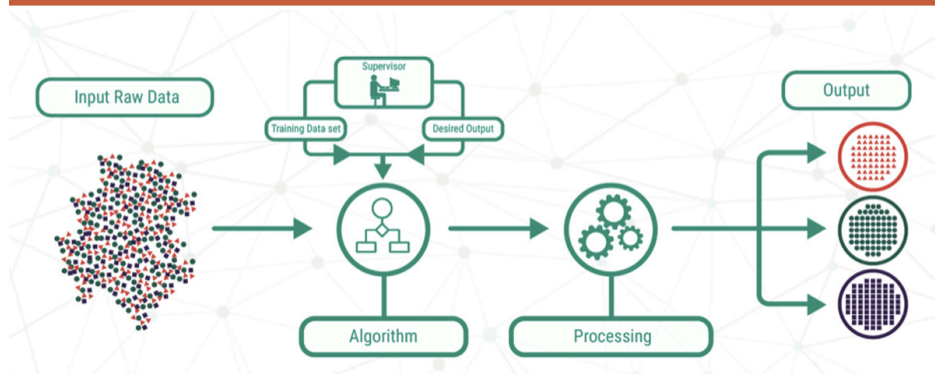 Supervisor
Input Raw Data
Output
Training Data set
Desired Output
Algorithm
Processing